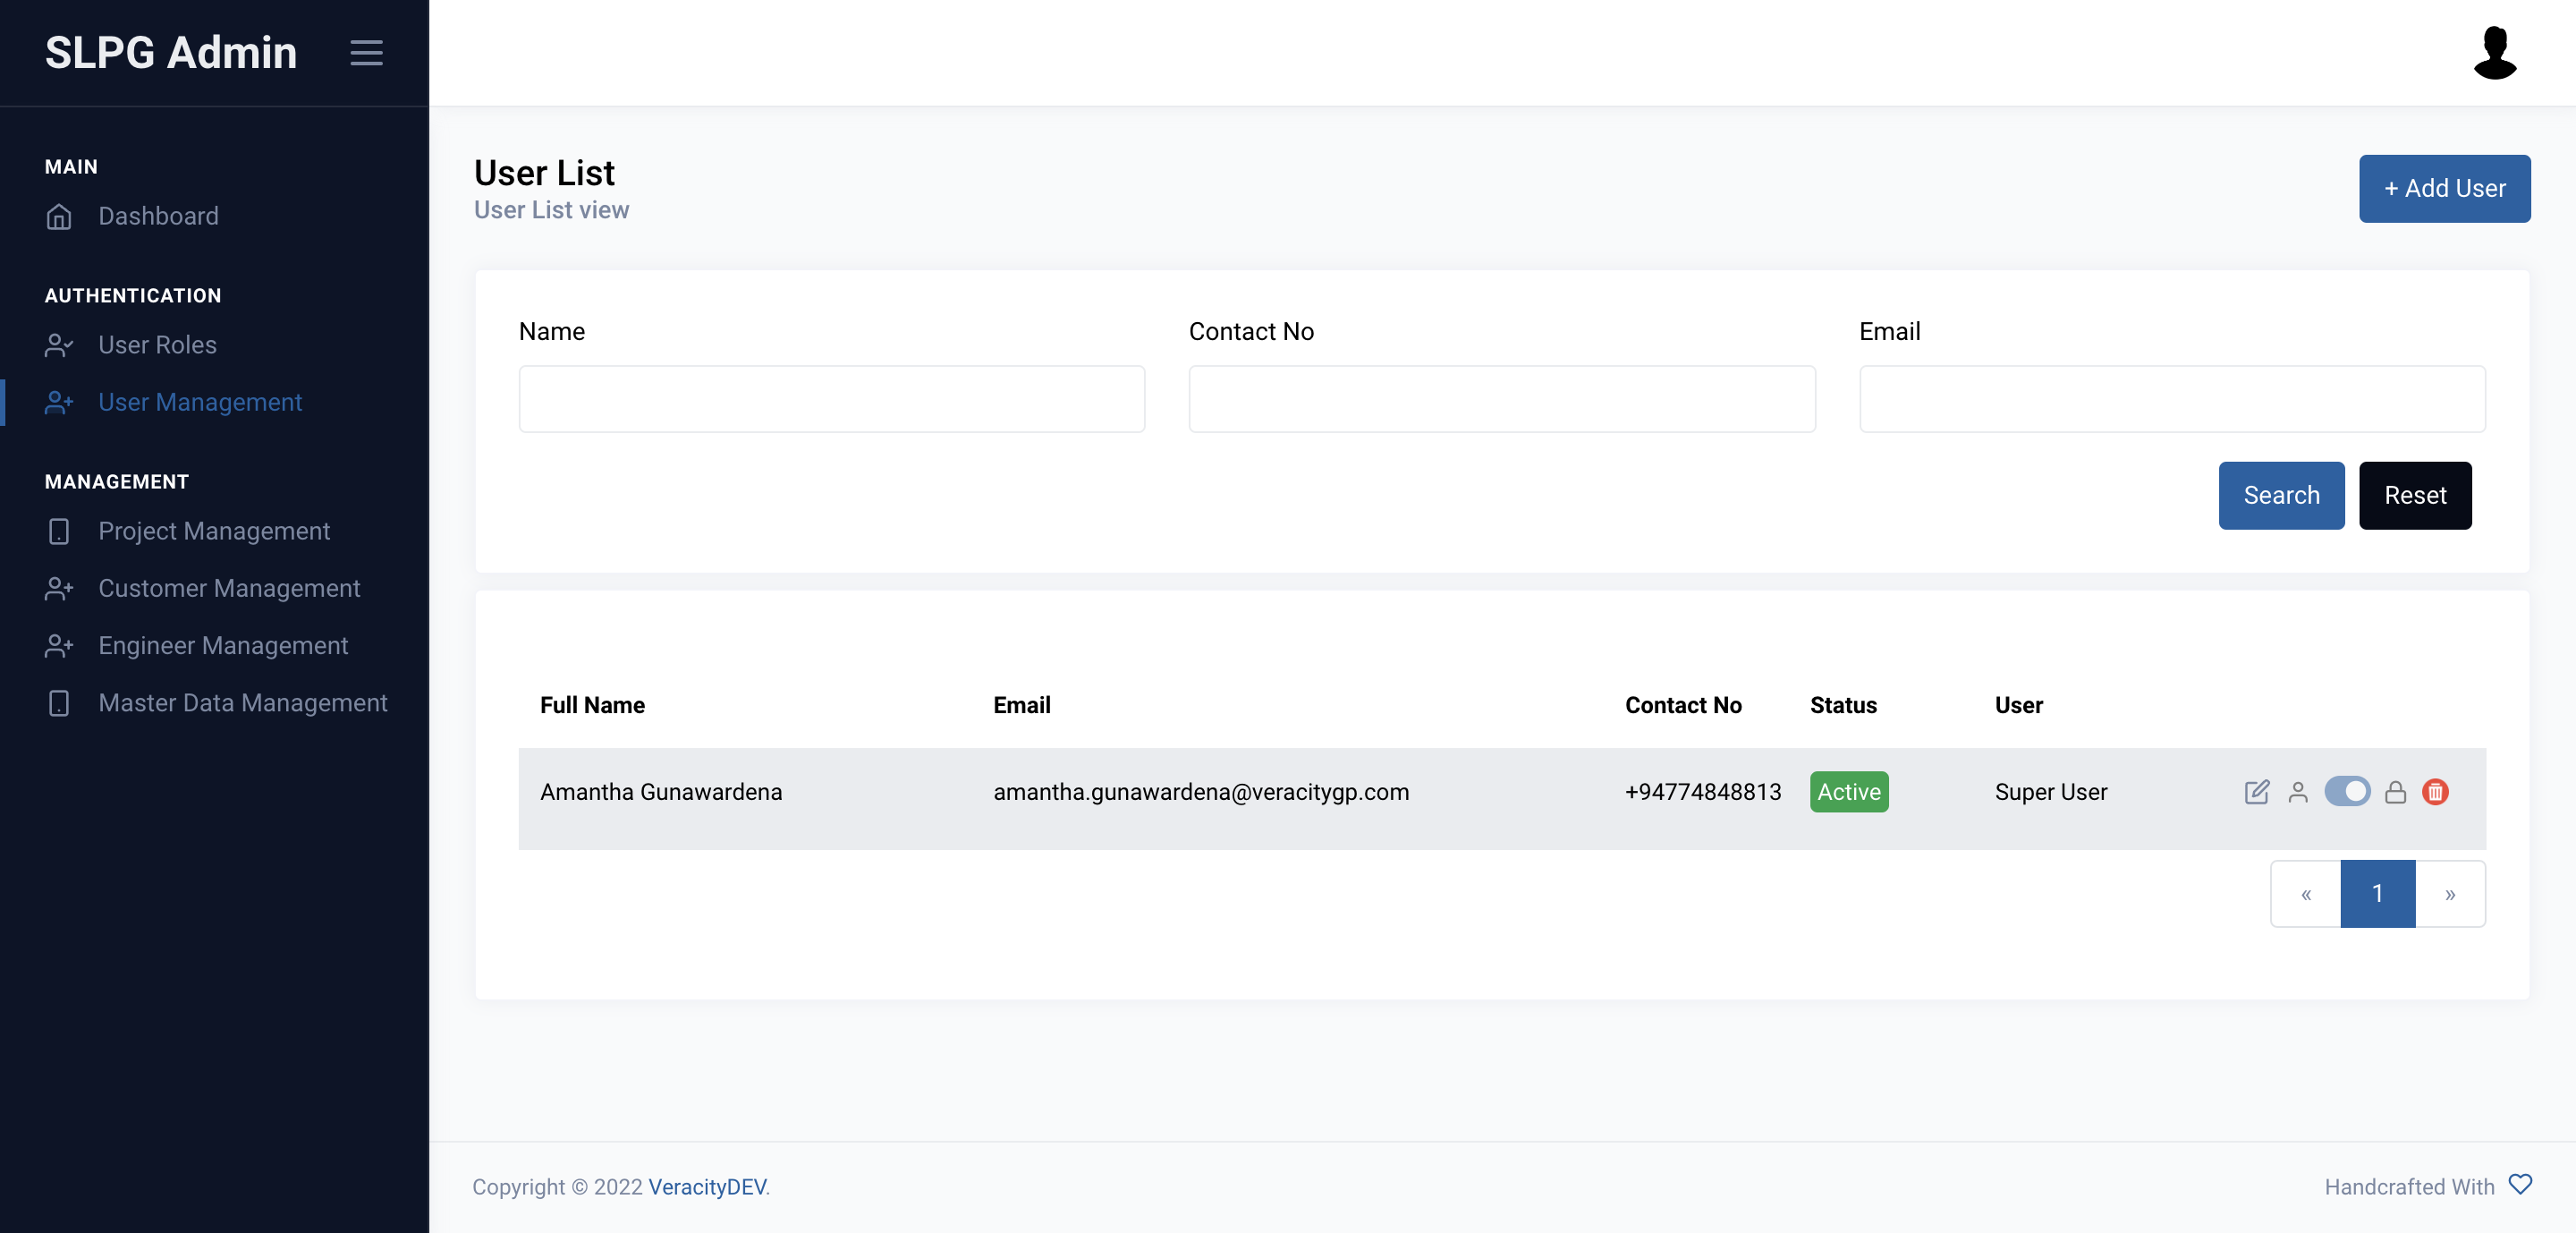 SLPG Admin
MAIN
Dashboard
AUTHENTICATION
User Roles
User Management
MANAGEMENT
Project Management
Customer Management
Engineer Management
Master Data Management
User List
User List view
+ Add User
Name
Contact No
Email
Search
Reset
Full Name Email Contact No Status User
Amantha Gunawardena amantha.gunawardena@veracitygp.com +94774848813 Active Super User
« 1 »
Copyright © 2022 VeracityDEV.
Handcrafted With